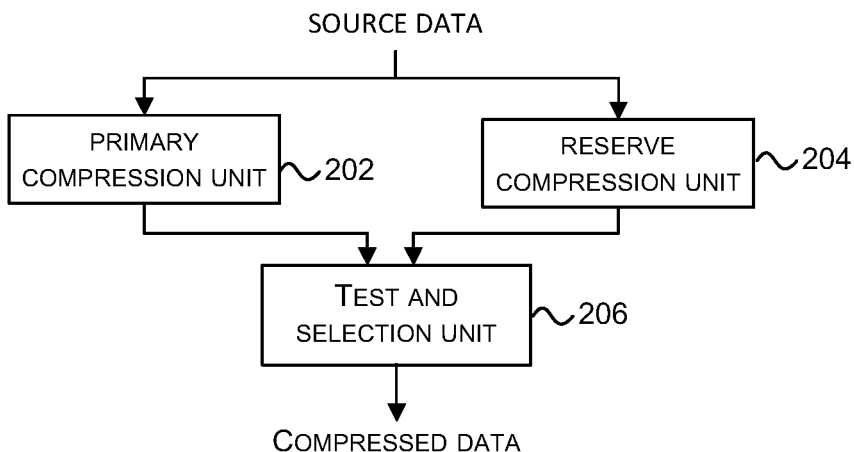 SOURCE DATA
PRIMARY
COMPRESSION UNIT
202
RESERVE
COMPRESSION UNIT
204
TEST AND
SELECTION UNIT
206
COMPRESSED DATA